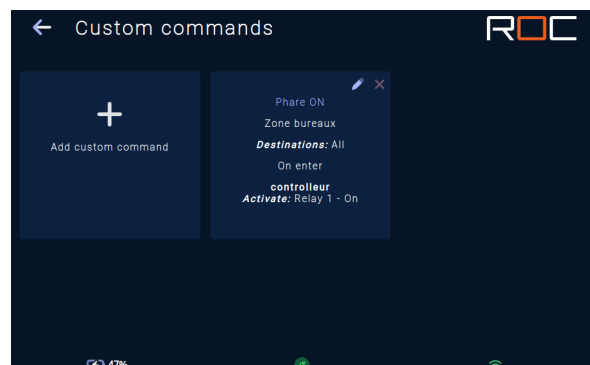 Custom commands
ROC
Add custom command
Phare ON
Zone bureaux
Destinations: All
On enter
controlleur
Activate: Relay 1 - On
47%